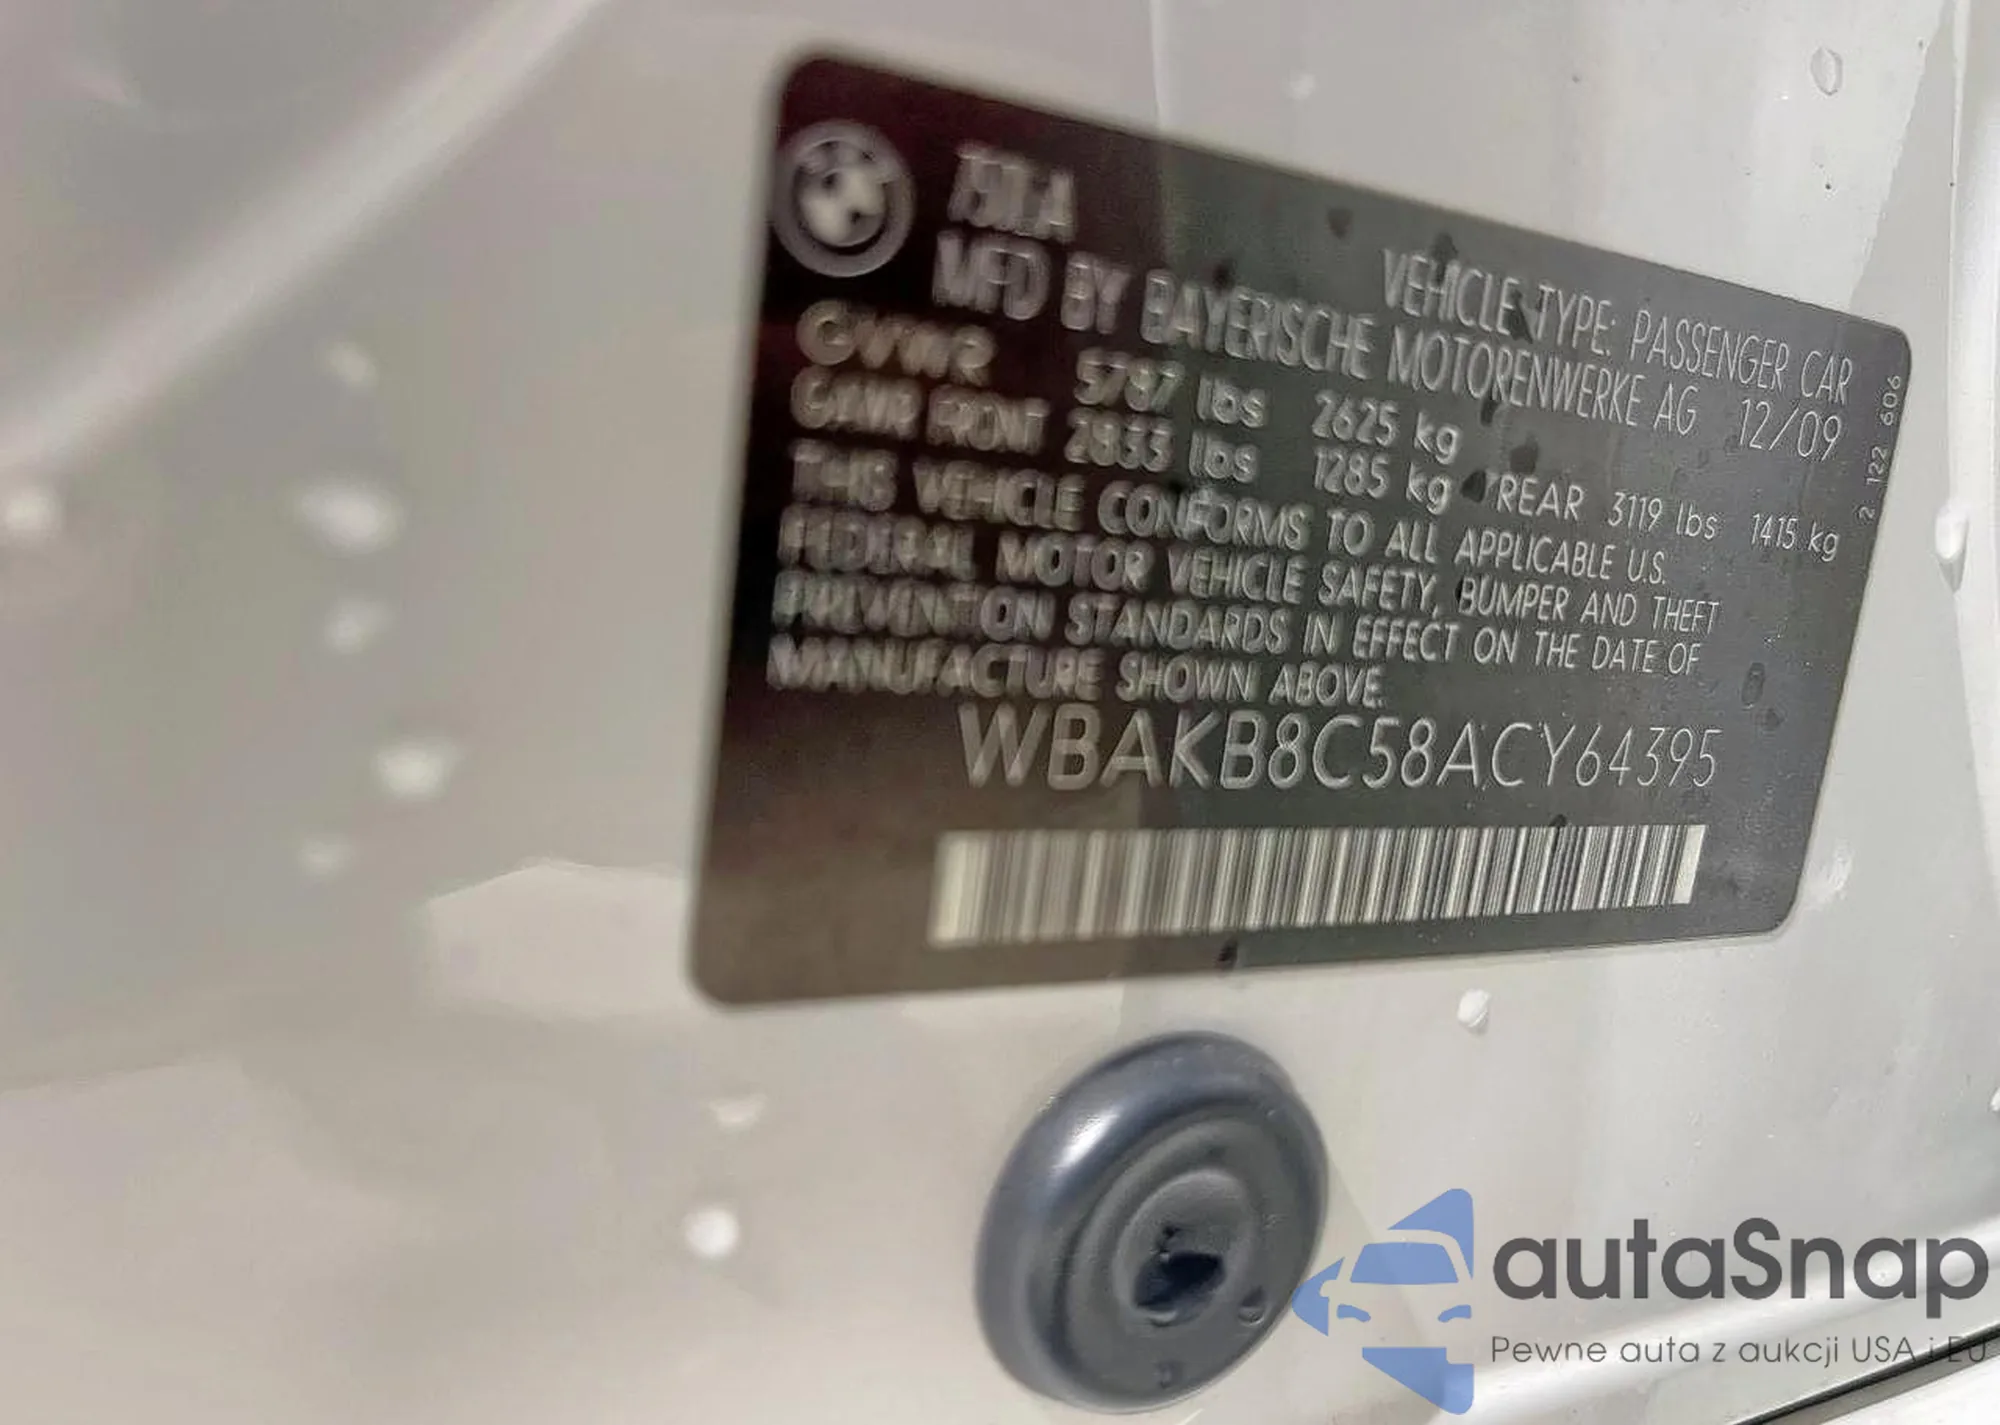 750LiA
VEHICLE TYPE: PASSENGER CAR
MFD BY BAYERISCHE MOTORENWERKE AG 12/09
GVWR 5787 lbs 2625 kg
GAWR FRONT 2833 lbs 1285 kg REAR 3119 lbs 1415 kg
THIS VEHICLE CONFORMS TO ALL APPLICABLE U.S.
FEDERAL MOTOR VEHICLE SAFETY, BUMPER AND THEFT
PREVENTION STANDARDS IN EFFECT ON THE DATE OF
MANUFACTURE SHOWN ABOVE.
WBAKB8C58ACY64395
2 122 606
autaSnap
Pewne auta z aukcji USA i EU